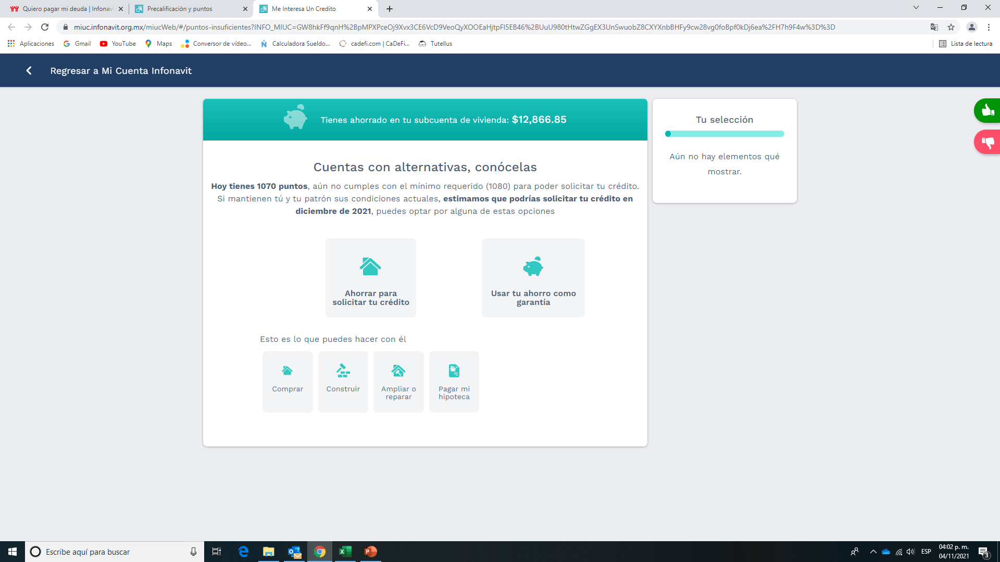 Quiero pagar mi deuda | Infonav
Precalificación y puntos
Me Interesa Un Credito
miuc.infonavit.org.mx/miucWeb/#/puntos-insuficientes?INFO_MIUC=GW8hkFf9qnH%2BpMPXPceOj9Xvx3CE6VcD9VeoQyXOOEaHjtpFI5EB46%2BUuU980tHtwZGgEX3UnSwuobZ8CXYXnbBHFy9cw28vg0foBpf0kDj6ea%2FH7h9F4w%3D%3D
Aplicaciones
Gmail
YouTube
Maps
Conversor de vídeo...
Calculadora Sueldo...
cadefi.com | CaDeFi...
Tutellus
Lista de lectura
Regresar a Mi Cuenta Infonavit
Tienes ahorrado en tu subcuenta de vivienda: $12,866.85
Cuentas con alternativas, conócelas
Hoy tienes 1070 puntos, aún no cumples con el mínimo requerido (1080) para poder solicitar tu crédito.
Si mantienen tú y tu patrón sus condiciones actuales, estimamos que podrías solicitar tu crédito en
diciembre de 2021, puedes optar por alguna de estas opciones
Ahorrar para
solicitar tu crédito
Usar tu ahorro como
garantía
Esto es lo que puedes hacer con él
Comprar
Construir
Ampliar o
reparar
Pagar mi
hipoteca
Tu selección
Aún no hay elementos qué
mostrar.
Escribe aquí para buscar
ESP
04:02 p. m.
04/11/2021
3